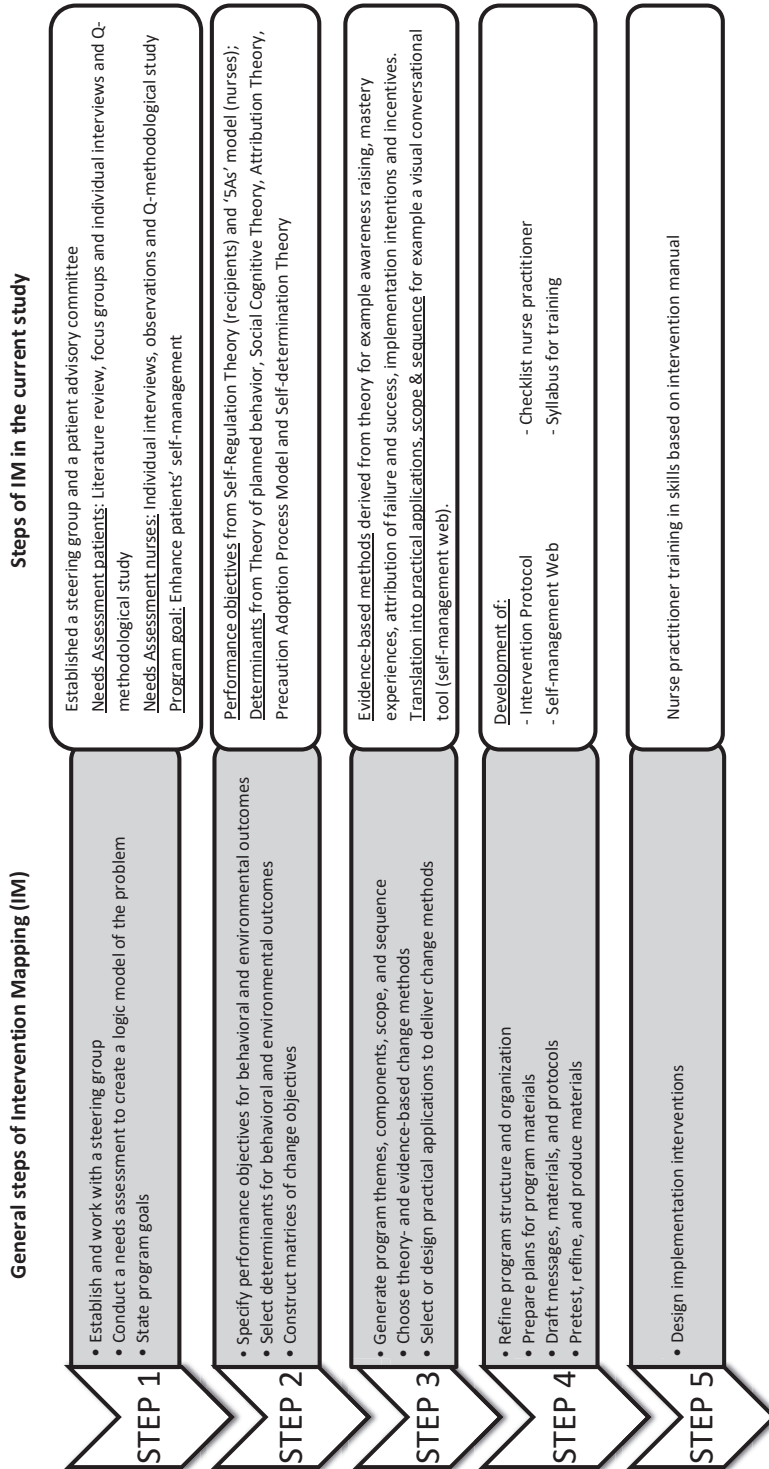 General steps of Intervention Mapping (IM)
Steps of IM in the current study
STEP 1
• Establish and work with a steering group
• Conduct a needs assessment to create a logic model of the problem
• State program goals
Established a steering group and a patient advisory committee
Needs Assessment patients: Literature review, focus groups and individual interviews and Q-
methodological study
Needs Assessment nurses: Individual interviews, observations and Q-methodological study
Program goal: Enhance patients' self-management
STEP 2
• Specify performance objectives for behavioral and environmental outcomes
• Select determinants for behavioral and environmental outcomes
• Construct matrices of change objectives
Performance objectives from Self-Regulation Theory (recipients) and '5As' model (nurses);
Determinants from Theory of planned behavior, Social Cognitive Theory, Attribution Theory,
Precaution Adoption Process Model and Self-determination Theory
STEP 3
• Generate program themes, components, scope, and sequence
• Choose theory- and evidence-based change methods
• Select or design practical applications to deliver change methods
Evidence-based methods derived from theory for example awareness raising, mastery
experiences, attribution of failure and success, implementation intentions and incentives.
Translation into practical applications, scope & sequence for example a visual conversational
tool (self-management web).
STEP 4
• Refine program structure and organization
• Prepare plans for program materials
• Draft messages, materials, and protocols
• Pretest, refine, and produce materials
Development of:
- Intervention Protocol - Checklist nurse practitioner
- Self-management Web - Syllabus for training
STEP 5
• Design implementation interventions
Nurse practitioner training in skills based on intervention manual